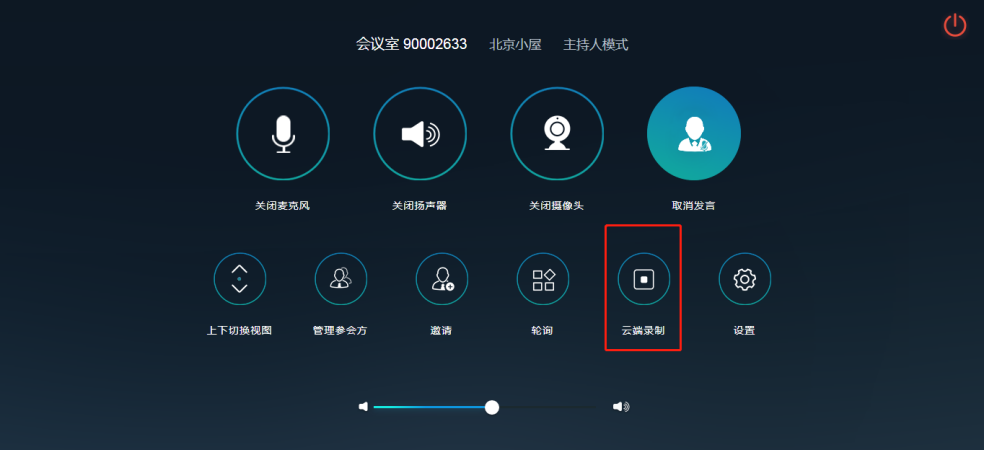 会议室 90002633 北京小屋 主持人模式
关闭麦克风 关闭扬声器 关闭摄像头 取消发言
上下切换视图 管理参会方 邀请 轮询 云端录制 设置